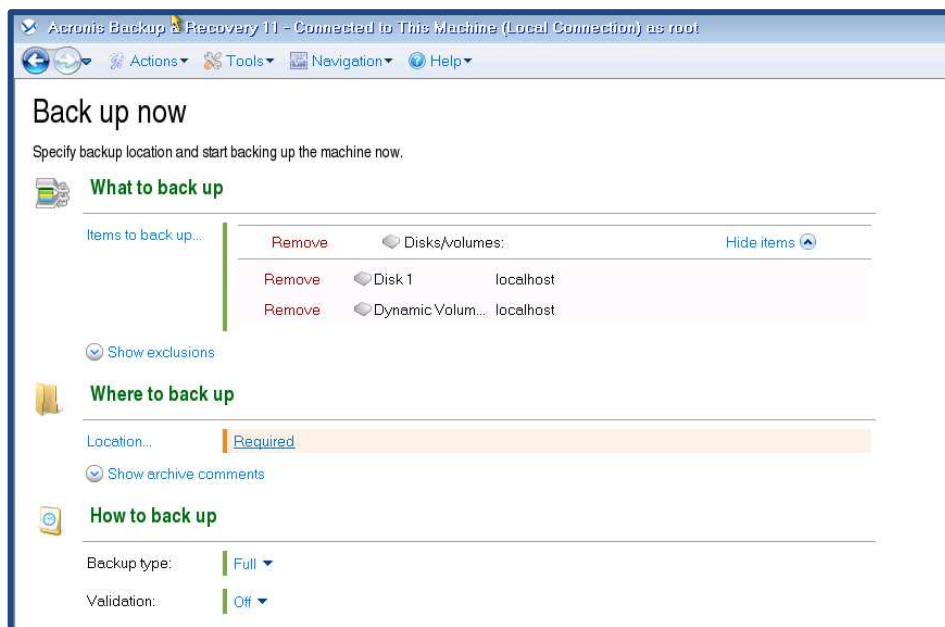 Acronis Backup & Recovery 11 - Connected to This Machine (Local Connection) as root
Actions Tools Navigation Help
Back up now
Specify backup location and start backing up the machine now.
What to back up
Items to back up... Remove Disks/volumes: Hide items
Remove Disk 1 localhost
Remove Dynamic Volum... localhost
Show exclusions
Where to back up
Location... Required
Show archive comments
How to back up
Backup type: Full
Validation: Off